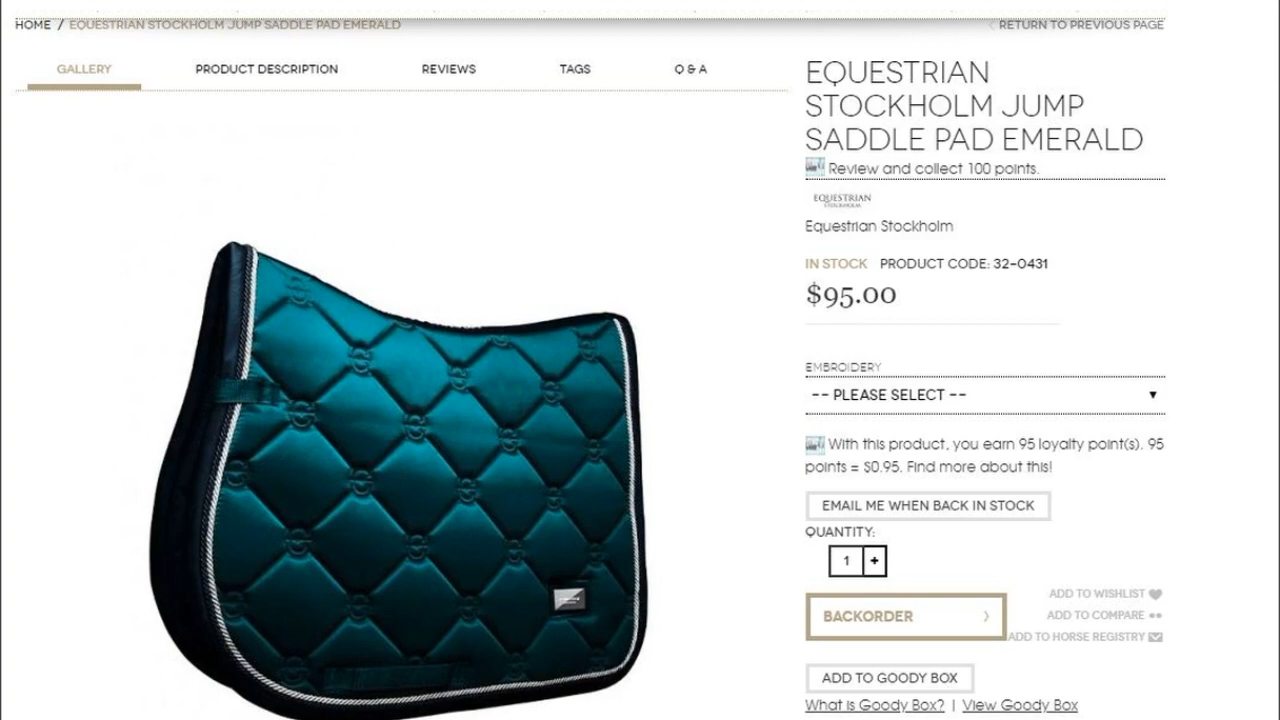 HOME / EQUESTRIAN STOCKHOLM JUMP SADDLE PAD EMERALD
RETURN TO PREVIOUS PAGE
GALLERY PRODUCT DESCRIPTION REVIEWS TAGS Q & A
EQUESTRIAN
STOCKHOLM JUMP
SADDLE PAD EMERALD
Review and collect 100 points.
EQUESTRIAN
STOCKHOLM
Equestrian Stockholm
IN STOCK PRODUCT CODE: 32-0431
$95.00
EMBROIDERY
-- PLEASE SELECT --
With this product, you earn 95 loyalty point(s). 95
points = $0.95. Find more about this!
EMAIL ME WHEN BACK IN STOCK
QUANTITY:
1 +
ADD TO WISHLIST
BACKORDER
ADD TO COMPARE
ADD TO HORSE REGISTRY
ADD TO GOODY BOX
What is Goody Box? | View Goody Box